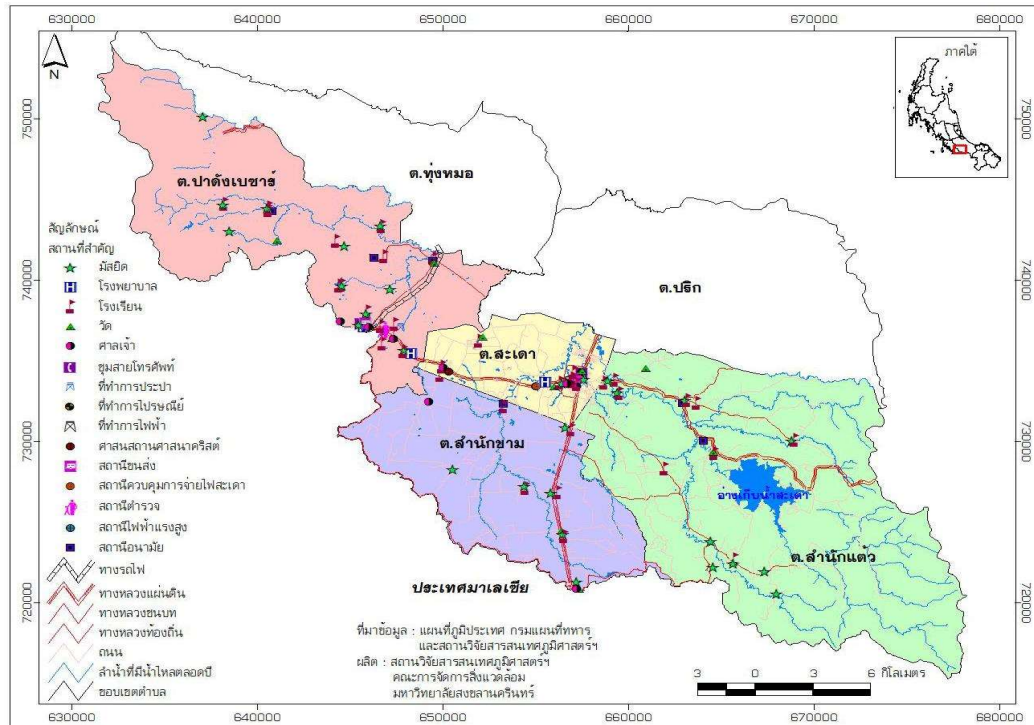 630000 640000 650000 660000 670000 680000
ภาคใต้
N
750000 750000
ต.ทุ่งหมอ
ต.ปาดังเบซาร์
สัญลักษณ์
สถานที่สำคัญ
มัสยิด
H โรงพยาบาล
โรงเรียน
วัด
ศาลเจ้า
ชุมสายโทรศัพท์
ที่ทำการประปา
ที่ทำการไปรษณีย์
ที่ทำการไฟฟ้า
ศาสนสถานศาสนาคริสต์
สถานีขนส่ง
สถานีควบคุมการจ่ายไฟสะเดา
สถานีตำรวจ
สถานีไฟฟ้าแรงสูง
สถานีอนามัย
ทางรถไฟ
ทางหลวงแผ่นดิน
ทางหลวงชนบท
ทางหลวงท้องถิ่น
ถนน
ลำน้ำที่มีน้ำไหลตลอดปี
ขอบเขตตำบล
740000 740000
ต.ปริก
ต.สะเดา
730000 730000
ต.สำนักขาม
อ่างเก็บน้ำสะเดา
ต.สำนักแต้ว
ประเทศมาเลเซีย
720000 720000
ที่มาข้อมูล : แผนที่ภูมิประเทศ กรมแผนที่ทหาร
และสถานวิจัยสารสนเทศภูมิศาสตร์ฯ
ผลิต : สถานวิจัยสารสนเทศภูมิศาสตร์ฯ
คณะการจัดการสิ่งแวดล้อม
มหาวิทยาลัยสงขลานครินทร์
3 0 3 6 กิโลเมตร
630000 640000 650000 660000 670000 680000